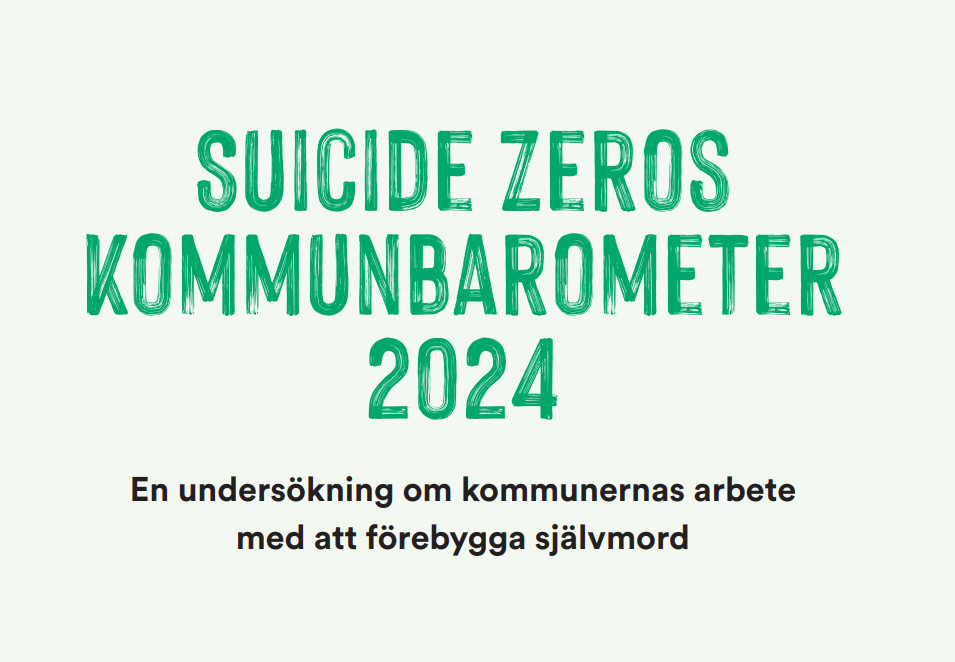 SUICIDE ZEROS
KOMMUNBAROMETER
2024
En undersökning om kommunernas arbete
med att förebygga självmord